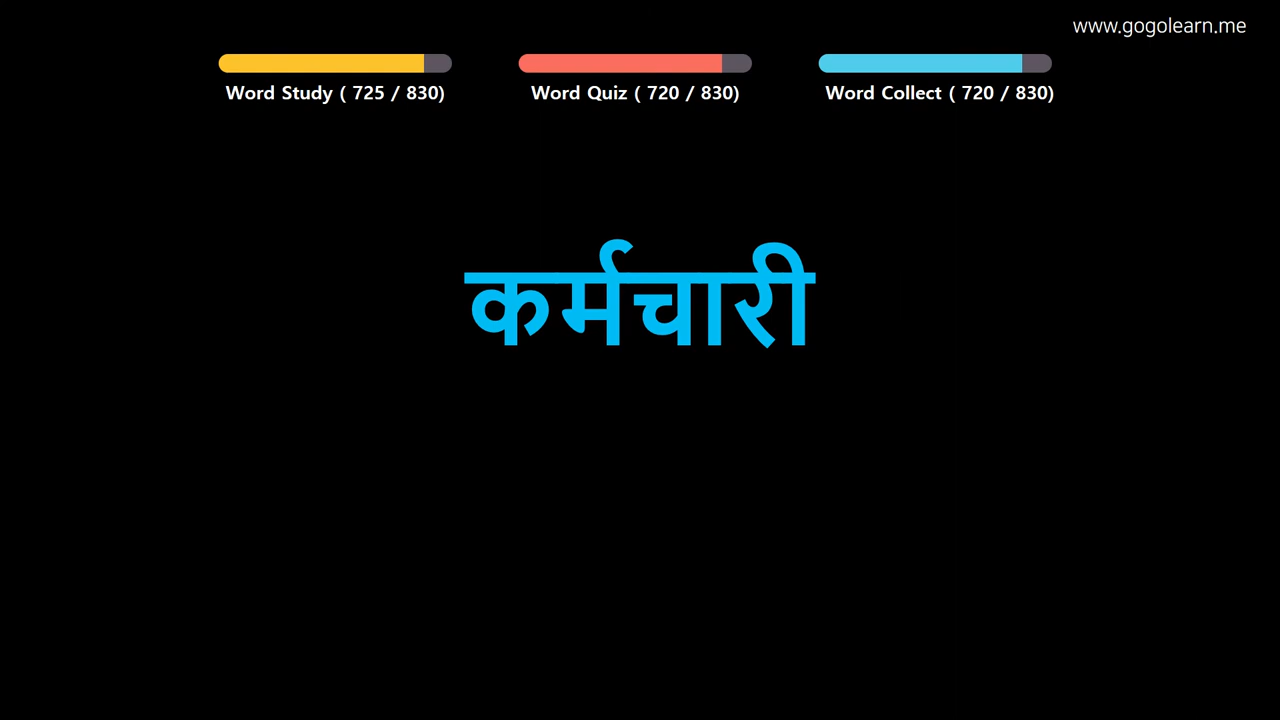 www.gogolearn.me
Word Study ( 725 / 830)
Word Quiz ( 720 / 830)
Word Collect ( 720 / 830)
कर्मचारी